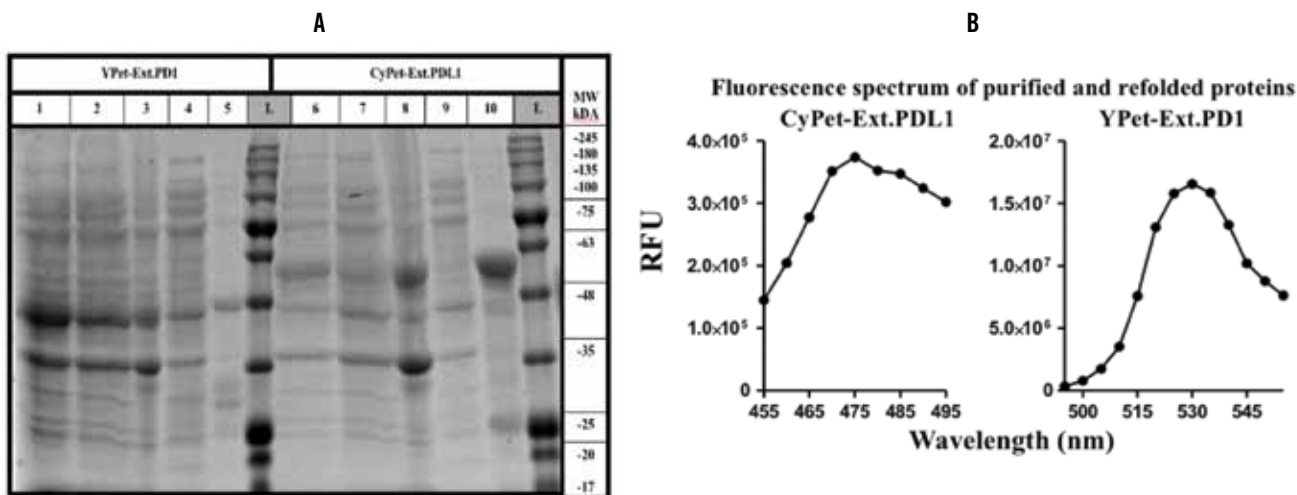 A
B
YPet-Ext.PD1
CyPet-Ext.PDL1
MW
kDA
1 2 3 4 5 L 6 7 8 9 10 L
-245
-180
-135
-100
-75
-63
-48
-35
-25
-20
-17
Fluorescence spectrum of purified and refolded proteins
CyPet-Ext.PDL1
YPet-Ext.PD1
RFU
4.0×10⁵
3.0×10⁵
2.0×10⁵
1.0×10⁵
0
455 465 475 485 495
2.0×10⁷
1.5×10⁷
1.0×10⁷
5.0×10⁶
0
500 515 530 545
Wavelength (nm)